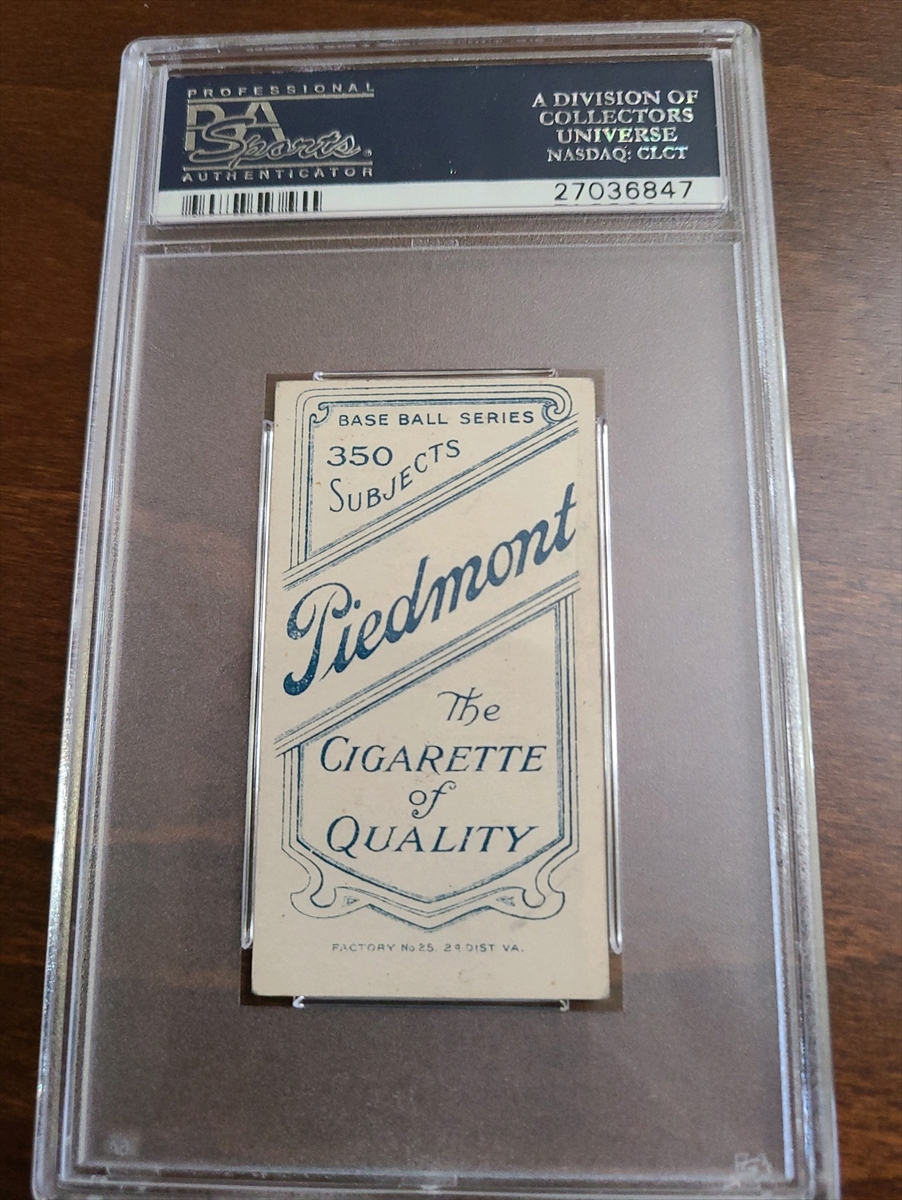 PROFESSIONAL
PSA
Sports
AUTHENTICATOR
A DIVISION OF
COLLECTORS
UNIVERSE
NASDAQ: CLCT
27036847
BASE BALL SERIES
350
SUBJECTS
Piedmont
The
CIGARETTE
of
QUALITY
FACTORY No 25. 2d DIST VA.